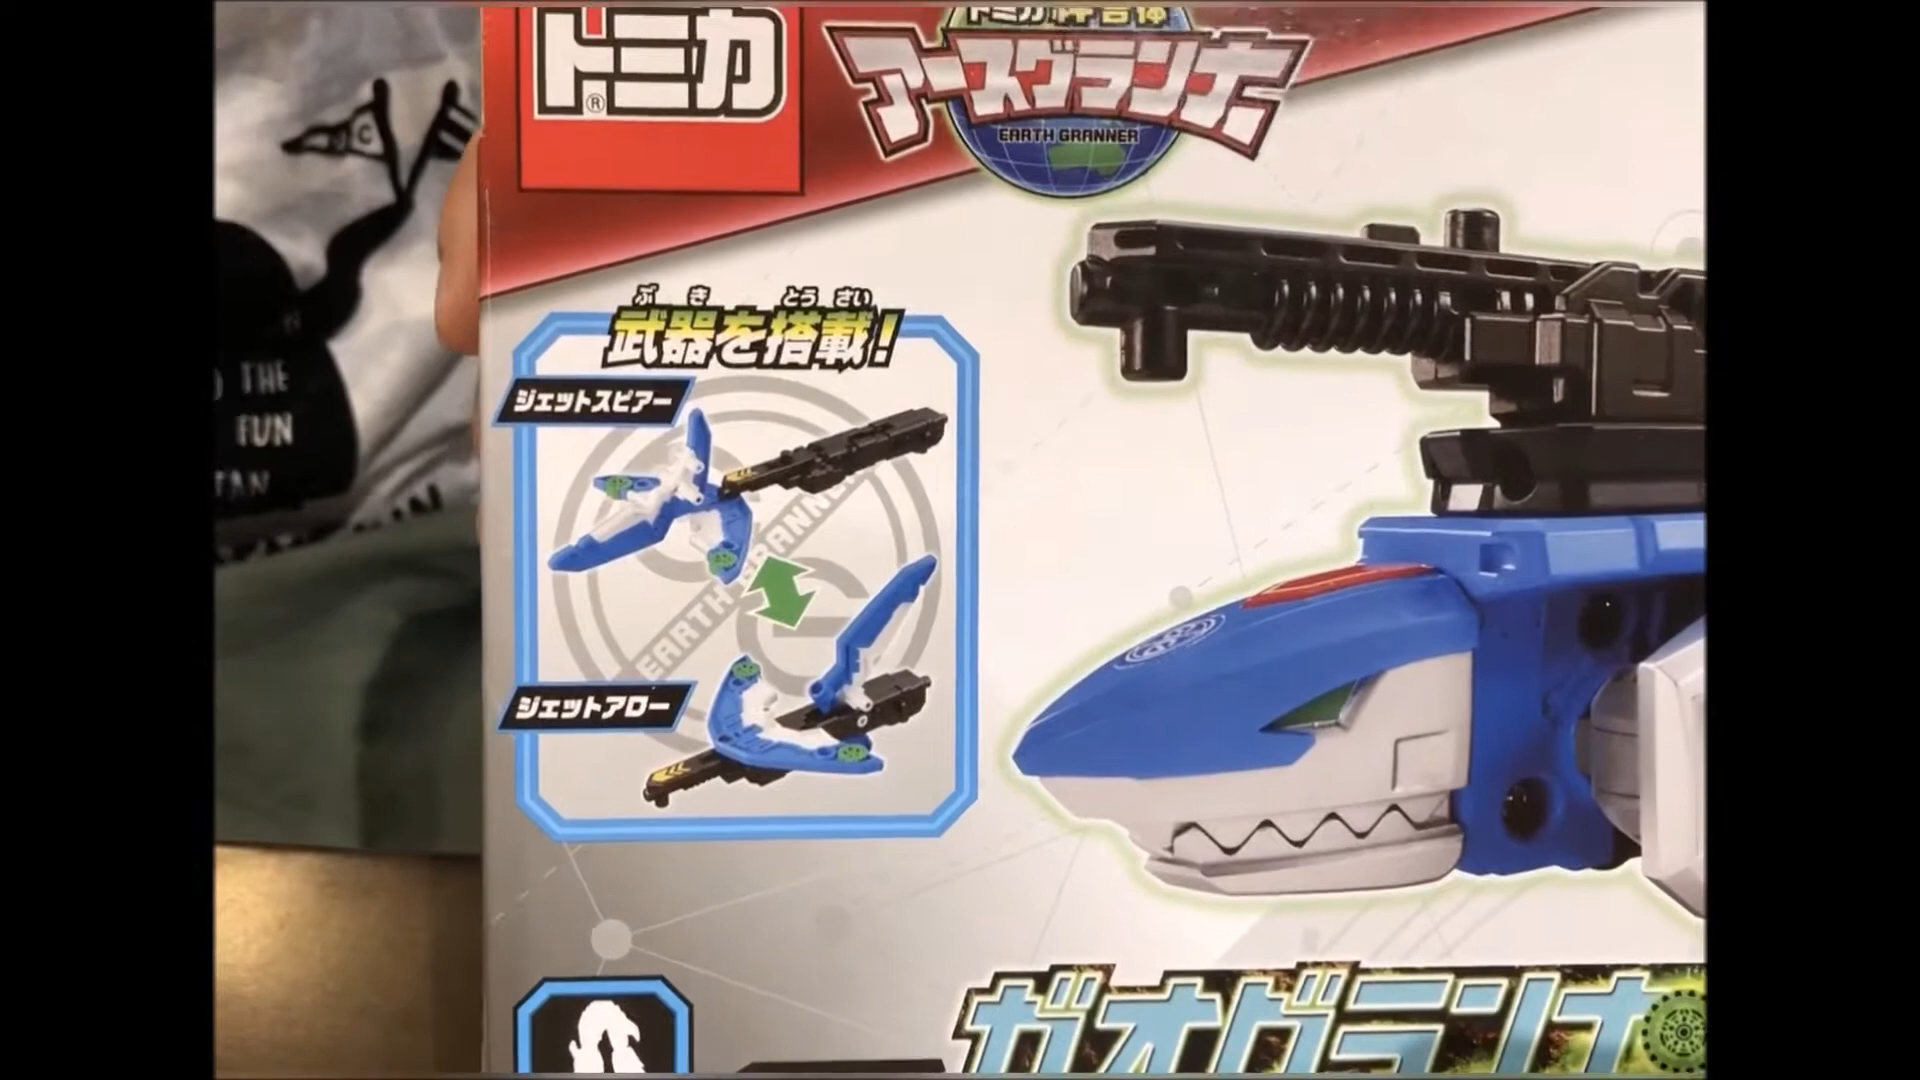 トミカ絆合体
トミカ®
アースグランナー
EARTH GRANNER
ぶき とうさい
武器を搭載!
ジェットスピアー
EARTH GRANNER
ジェットアロー
THE
FUN
ガオグランナ